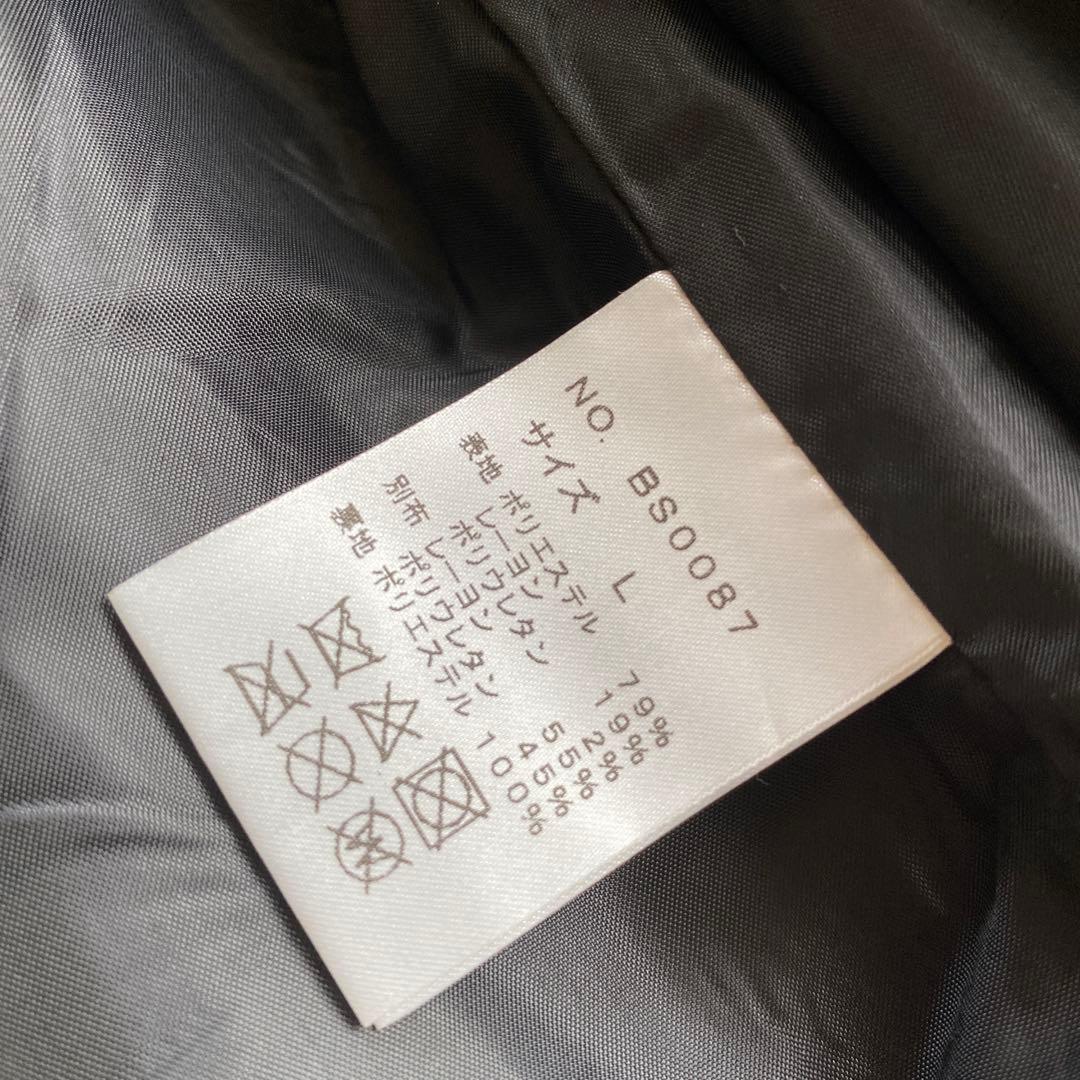 NO. BS0087
サイズ L
表地 ポリエステル 79%
レーヨン 19%
ポリウレタン 2%
別布 レーヨン 55%
ポリウレタン 45%
裏地 ポリエステル 100%
W